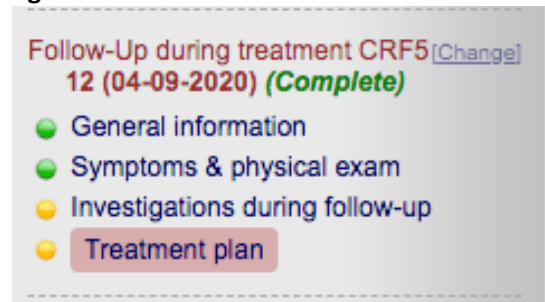 Follow-Up during treatment CRF5[Change]
12 (04-09-2020) (Complete)
General information
Symptoms & physical exam
Investigations during follow-up
Treatment plan